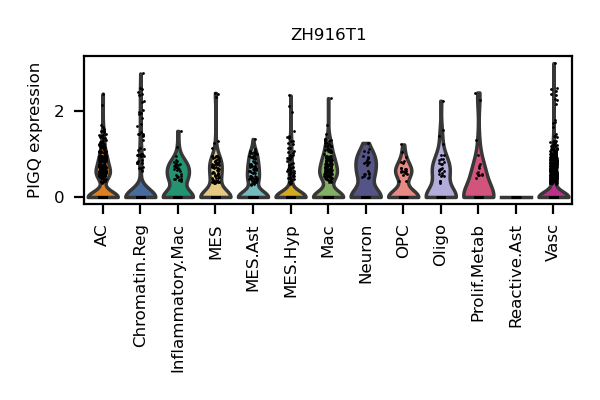 ZH916T1
PIGQ expression
2
0
AC
Chromatin.Reg
Inflammatory.Mac
MES
MES.Ast
MES.Hyp
Mac
Neuron
OPC
Oligo
Prolif.Metab
Reactive.Ast
Vasc